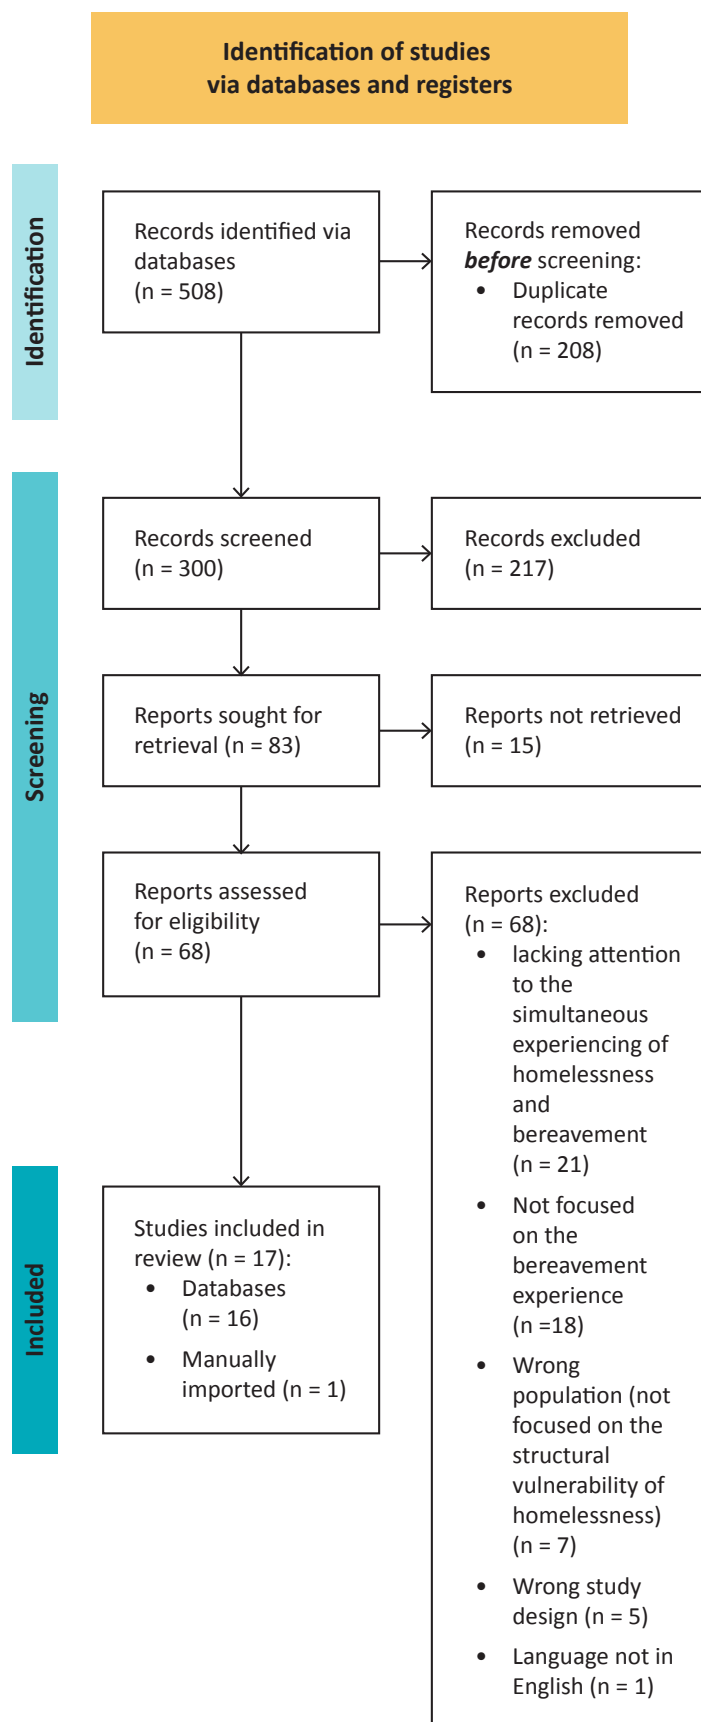 Identification of studies
via databases and registers
Identification
Records identified via
databases
(n = 508)
Records removed
before screening:
• Duplicate
records removed
(n = 208)
Screening
Records screened
(n = 300)
Records excluded
(n = 217)
Reports sought for
retrieval (n = 83)
Reports not retrieved
(n = 15)
Reports assessed
for eligibility
(n = 68)
Reports excluded
(n = 68):
• lacking attention
to the
simultaneous
experiencing of
homelessness
and
bereavement
(n = 21)
• Not focused
on the
bereavement
experience
(n =18)
• Wrong
population (not
focused on the
structural
vulnerability of
homelessness)
(n = 7)
• Wrong study
design (n = 5)
• Language not in
English (n = 1)
Included
Studies included in
review (n = 17):
• Databases
(n = 16)
• Manually
imported (n = 1)